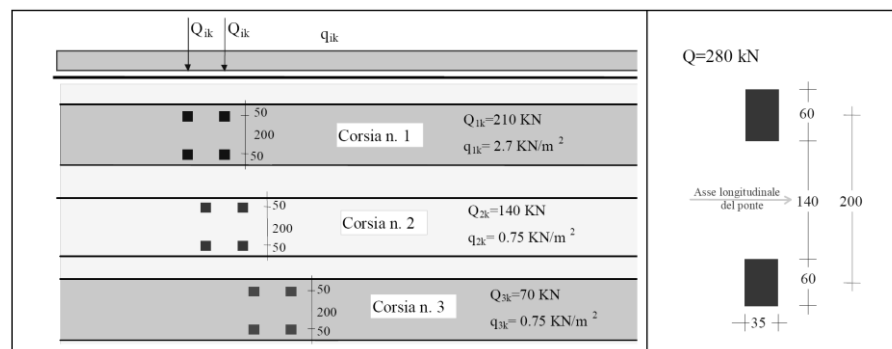 Q_ik Q_ik
q_ik
50
200
50
Corsia n. 1
Q_1k=210 KN
q_1k= 2.7 KN/m ²
50
200
50
Corsia n. 2
Q_2k=140 KN
q_2k= 0.75 KN/m ²
50
200
50
Corsia n. 3
Q_3k=70 KN
q_3k= 0.75 KN/m ²
Q=280 kN
60
Asse longitudinale
del ponte
140
200
60
35